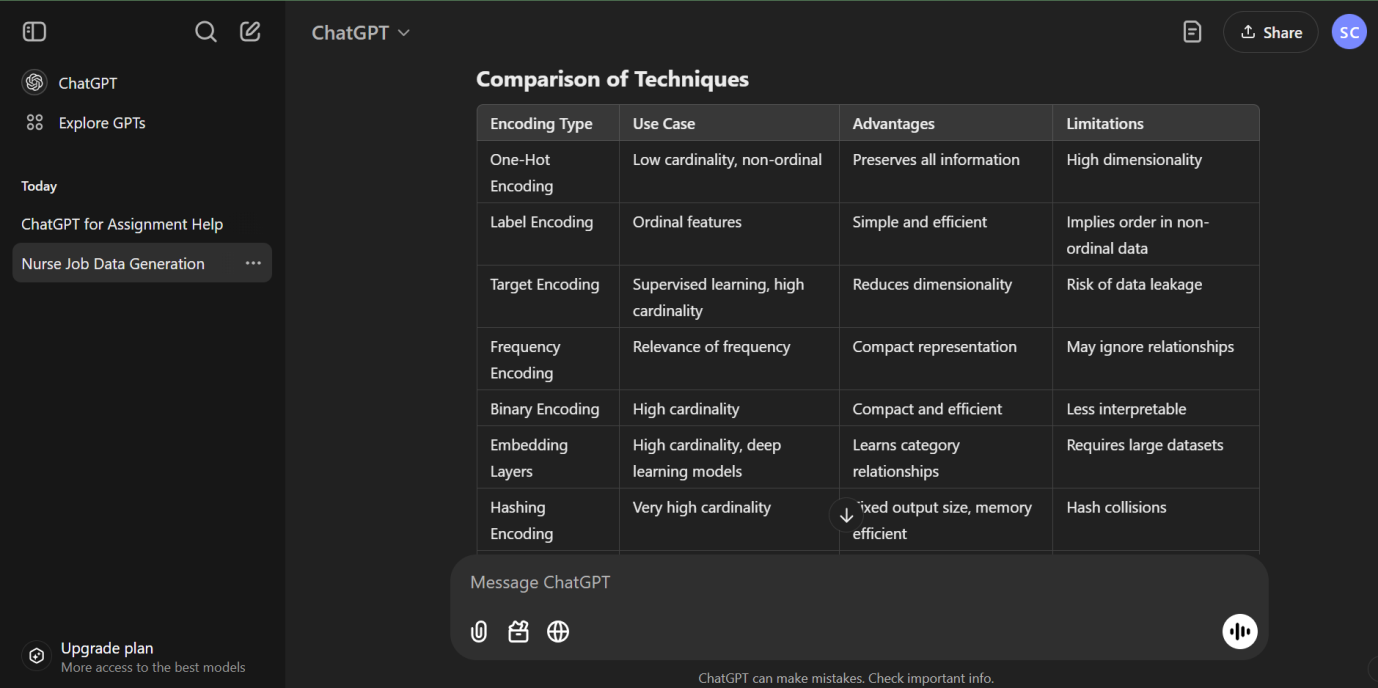 ChatGPT
Explore GPTs
Today
ChatGPT for Assignment Help
Nurse Job Data Generation
Upgrade plan
More access to the best models
ChatGPT
Share
SC
Comparison of Techniques
Encoding Type Use Case Advantages Limitations
One-Hot Low cardinality, non-ordinal Preserves all information High dimensionality
Encoding
Label Encoding Ordinal features Simple and efficient Implies order in non-
ordinal data
Target Encoding Supervised learning, high Reduces dimensionality Risk of data leakage
cardinality
Frequency Relevance of frequency Compact representation May ignore relationships
Encoding
Binary Encoding High cardinality Compact and efficient Less interpretable
Embedding High cardinality, deep Learns category Requires large datasets
Layers learning models relationships
Hashing Very high cardinality Fixed output size, memory Hash collisions
Encoding efficient
Message ChatGPT
ChatGPT can make mistakes. Check important info.